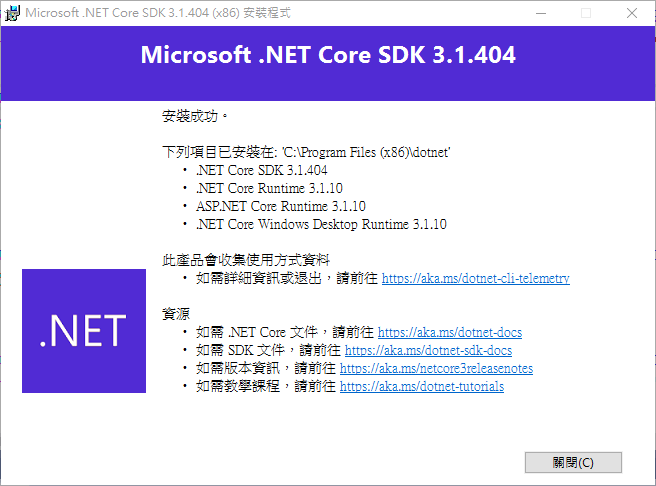 Microsoft .NET Core SDK 3.1.404 (x86) 安裝程式
Microsoft .NET Core SDK 3.1.404
安裝成功。
下列項目已安裝在: 'C:\Program Files (x86)\dotnet'
• .NET Core SDK 3.1.404
• .NET Core Runtime 3.1.10
• ASP.NET Core Runtime 3.1.10
• .NET Core Windows Desktop Runtime 3.1.10
此產品會收集使用方式資料
• 如需詳細資訊或退出，請前往 https://aka.ms/dotnet-cli-telemetry
.NET
資源
• 如需 .NET Core 文件，請前往 https://aka.ms/dotnet-docs
• 如需 SDK 文件，請前往 https://aka.ms/dotnet-sdk-docs
• 如需版本資訊，請前往 https://aka.ms/netcore3releasenotes
• 如需教學課程，請前往 https://aka.ms/dotnet-tutorials
關閉(C)